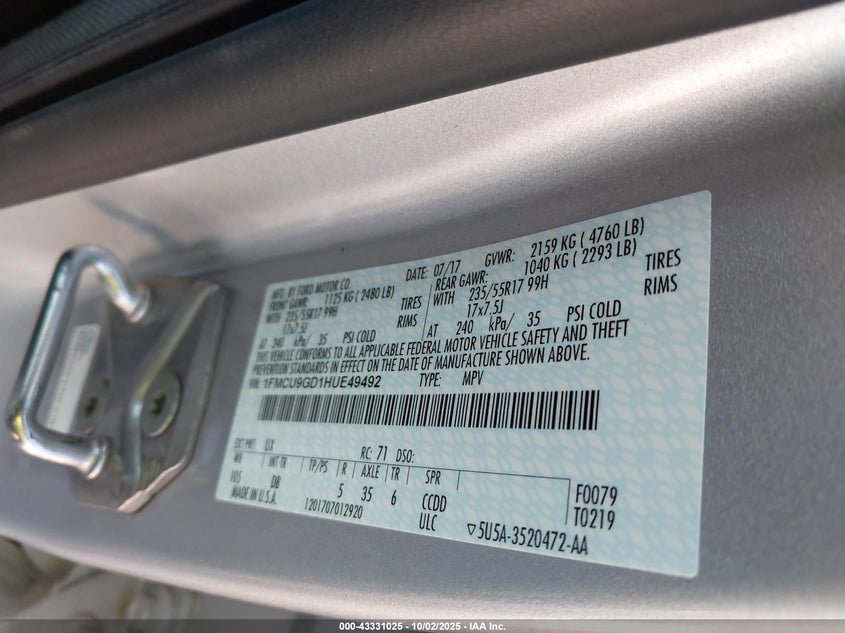 MFD. BY FORD MOTOR CO.
DATE: 07/17 GVWR: 2159 KG ( 4760 LB)
FRONT GAWR: 1125 KG ( 2480 LB)
REAR GAWR: 1040 KG ( 2293 LB)
WITH 235/55R17 99H TIRES
WITH 235/55R17 99H TIRES
17x7.5J RIMS
17x7.5J RIMS
AT 240 kPa/ 35 PSI COLD
AT 240 kPa/ 35 PSI COLD
THIS VEHICLE CONFORMS TO ALL APPLICABLE FEDERAL MOTOR VEHICLE SAFETY AND THEFT
PREVENTION STANDARDS IN EFFECT ON THE DATE OF MANUFACTURE SHOWN ABOVE.
VIN: 1FMCU9GD1HUE49492 TYPE: MPV
EXT PNT: UX RC: 71 DSO:
WB INT TR TP/PS R AXLE TR SPR
105 DB 5 35 6 CCDD
F0079
T0219
MADE IN U.S.A. 1201707012920 ULC
▽5U5A-3520472-AA
000-43331025 - 10/02/2025 - IAA Inc.